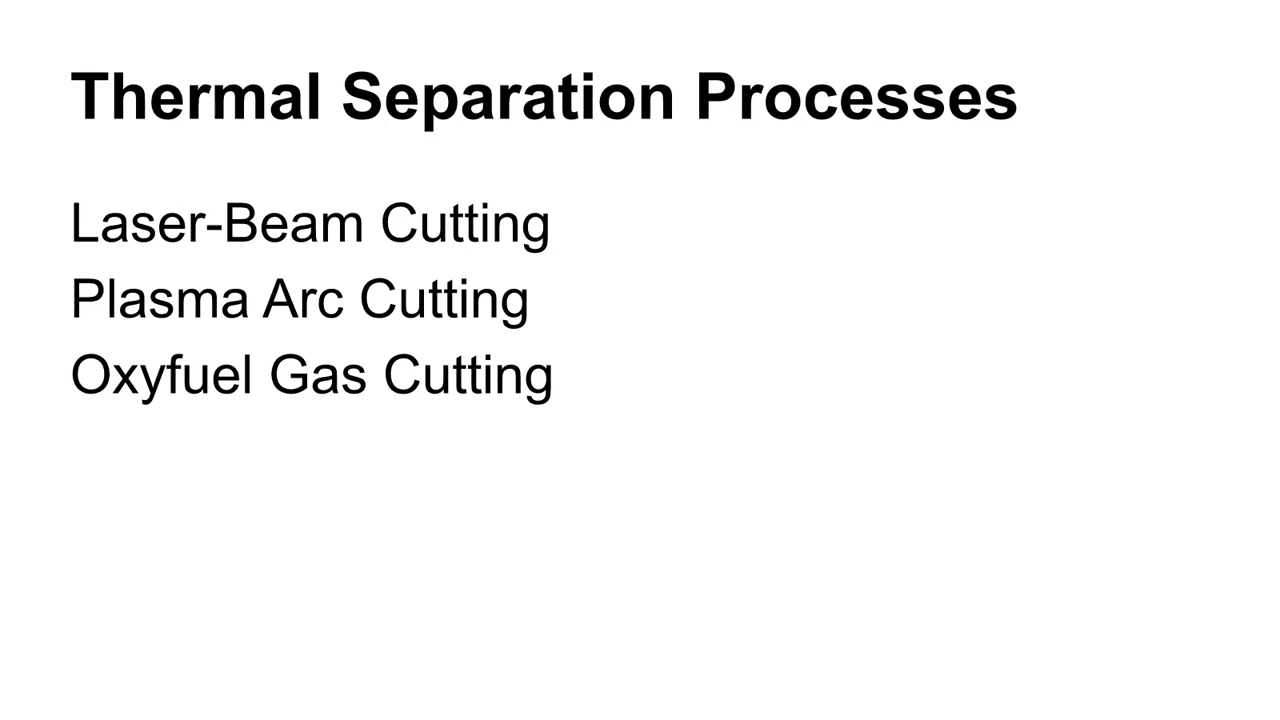 Thermal Separation Processes
Laser-Beam Cutting
Plasma Arc Cutting
Oxyfuel Gas Cutting